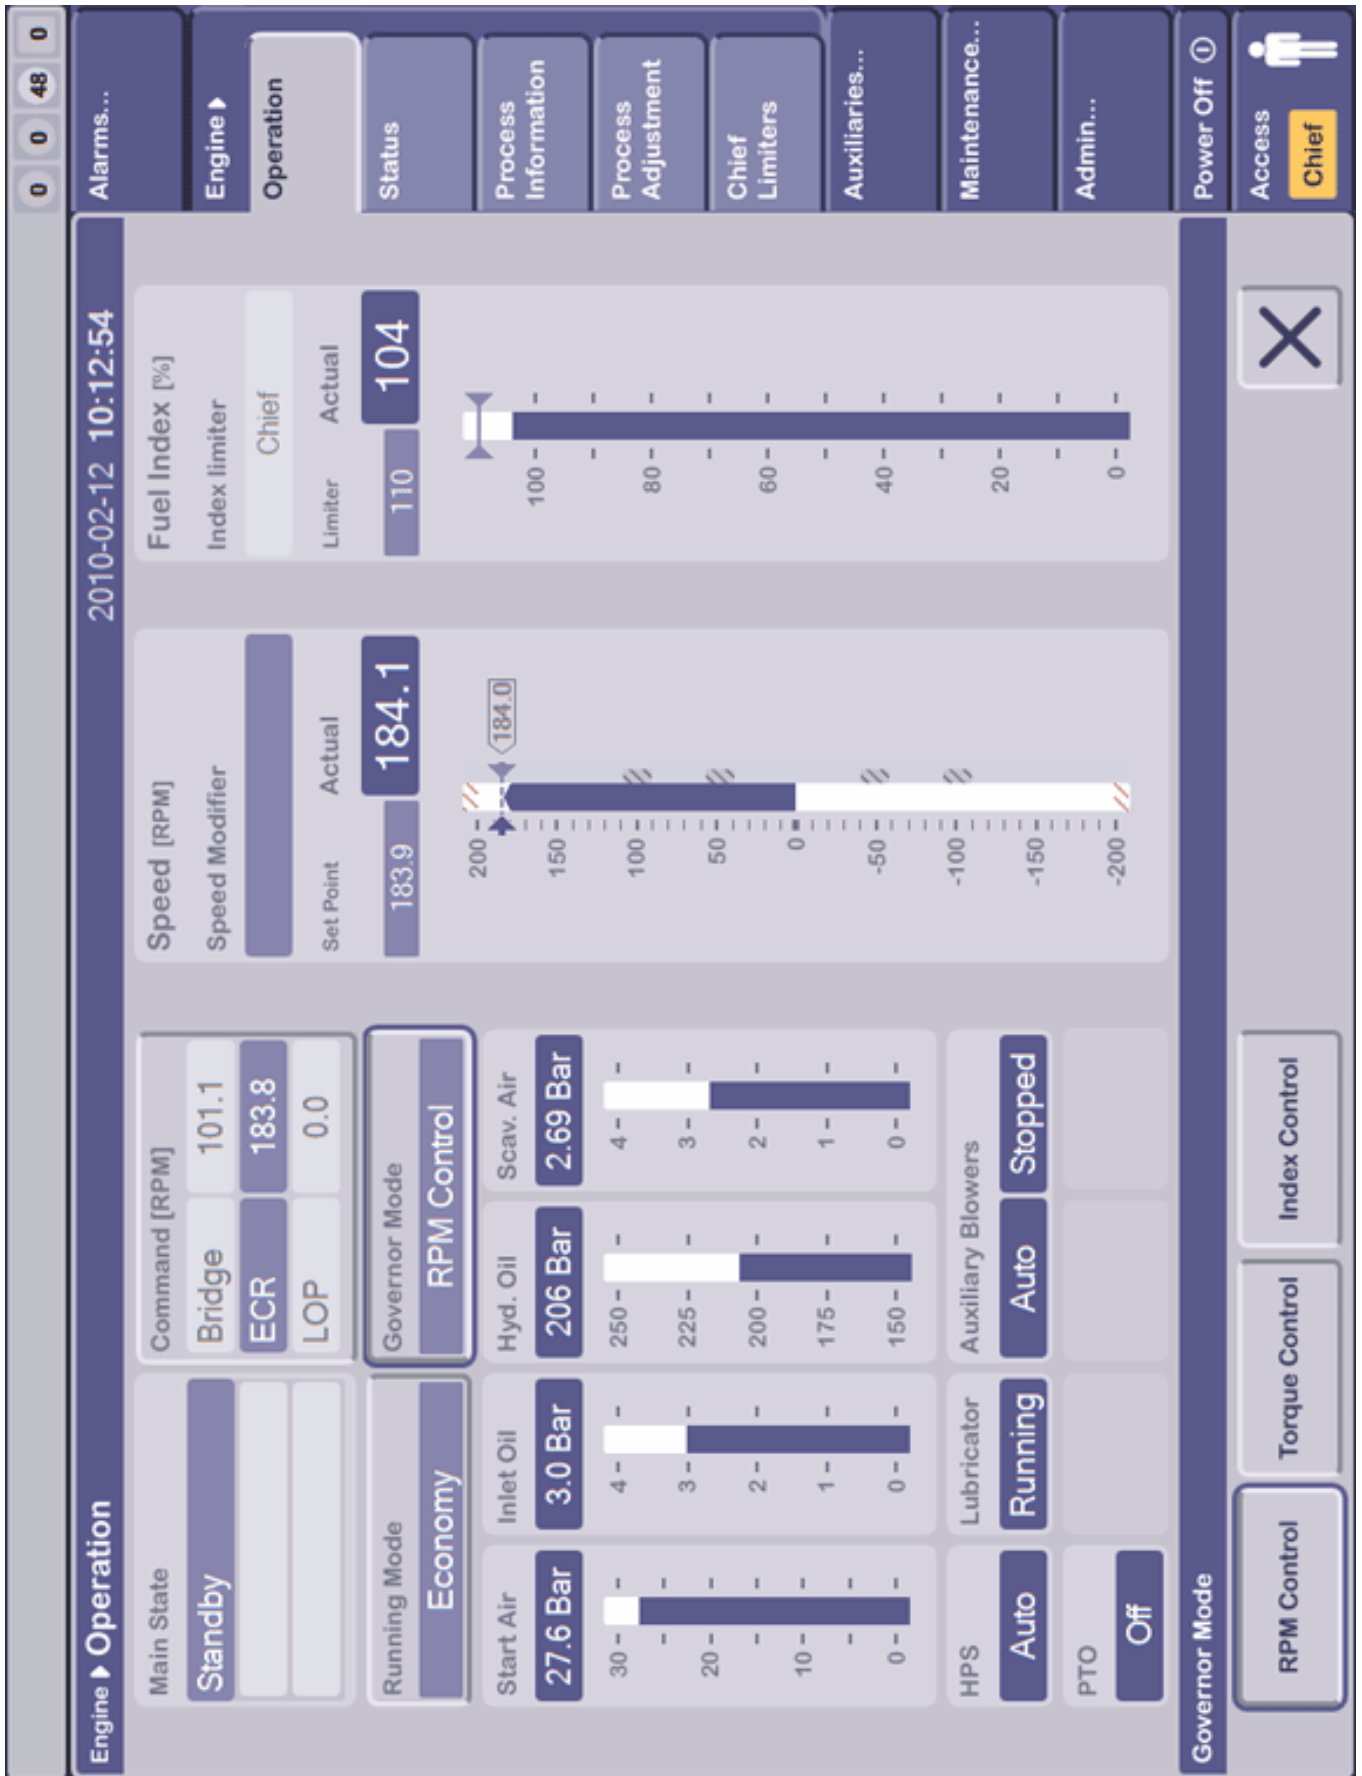 0 0 48 0
Engine ▶ Operation
2010-02-12 10:12:54
Main State
Standby
Command [RPM]
Bridge 101.1
ECR 183.8
LOP 0.0
Running Mode
Economy
Governor Mode
RPM Control
Start Air
27.6 Bar
30
20
10
0
Inlet Oil
3.0 Bar
4
3
2
1
0
Hyd. Oil
206 Bar
250
225
200
175
150
Scav. Air
2.69 Bar
4
3
2
1
0
HPS
Auto
Lubricator
Running
Auxiliary Blowers
Auto Stopped
PTO
Off
Speed [RPM]
Speed Modifier
Set Point Actual
183.9 184.1
184.0
200
150
100
50
0
-50
-100
-150
-200
Fuel Index [%]
Index limiter
Chief
Limiter Actual
110 104
100
80
60
40
20
0
Governor Mode
RPM Control Torque Control Index Control
Alarms...
Engine ▶
Operation
Status
Process
Information
Process
Adjustment
Chief
Limiters
Auxiliaries...
Maintenance...
Admin...
Power Off
Access
Chief